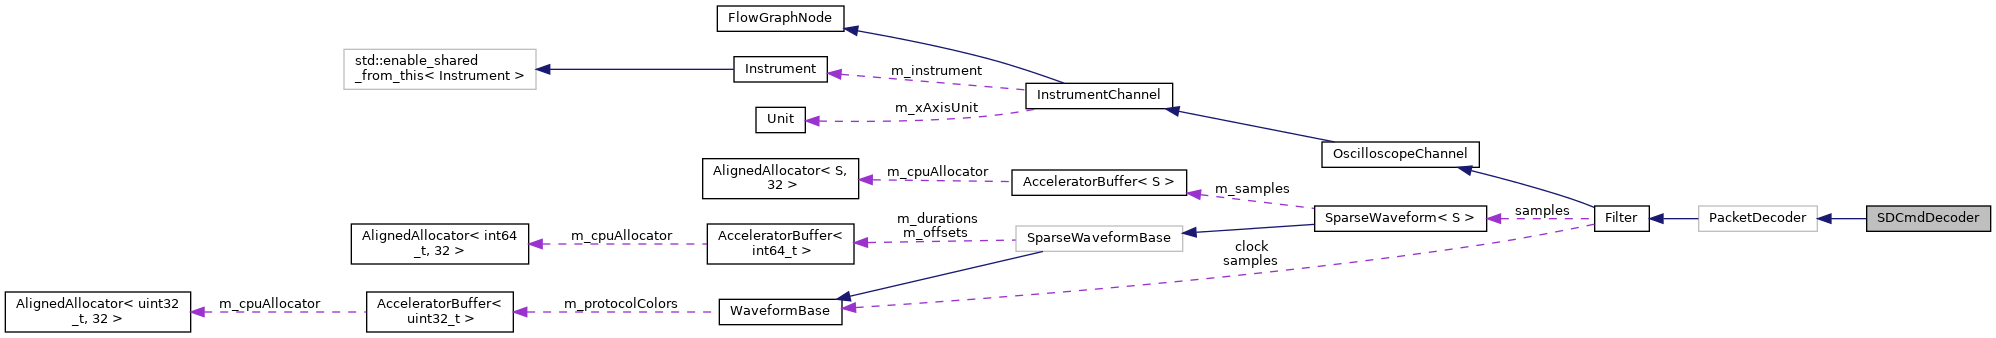 FlowGraphNode
std::enable_shared
_from_this< Instrument >
Instrument
m_instrument
InstrumentChannel
m_xAxisUnit
Unit
OscilloscopeChannel
AlignedAllocator< S,
32 >
m_cpuAllocator
AcceleratorBuffer< S >
m_samples
SparseWaveform< S >
samples
Filter
PacketDecoder
SDCmdDecoder
AlignedAllocator< int64
_t, 32 >
m_cpuAllocator
AcceleratorBuffer<
int64_t >
m_durations
m_offsets
SparseWaveformBase
clock
samples
AlignedAllocator< uint32
_t, 32 >
m_cpuAllocator
AcceleratorBuffer<
uint32_t >
m_protocolColors
WaveformBase